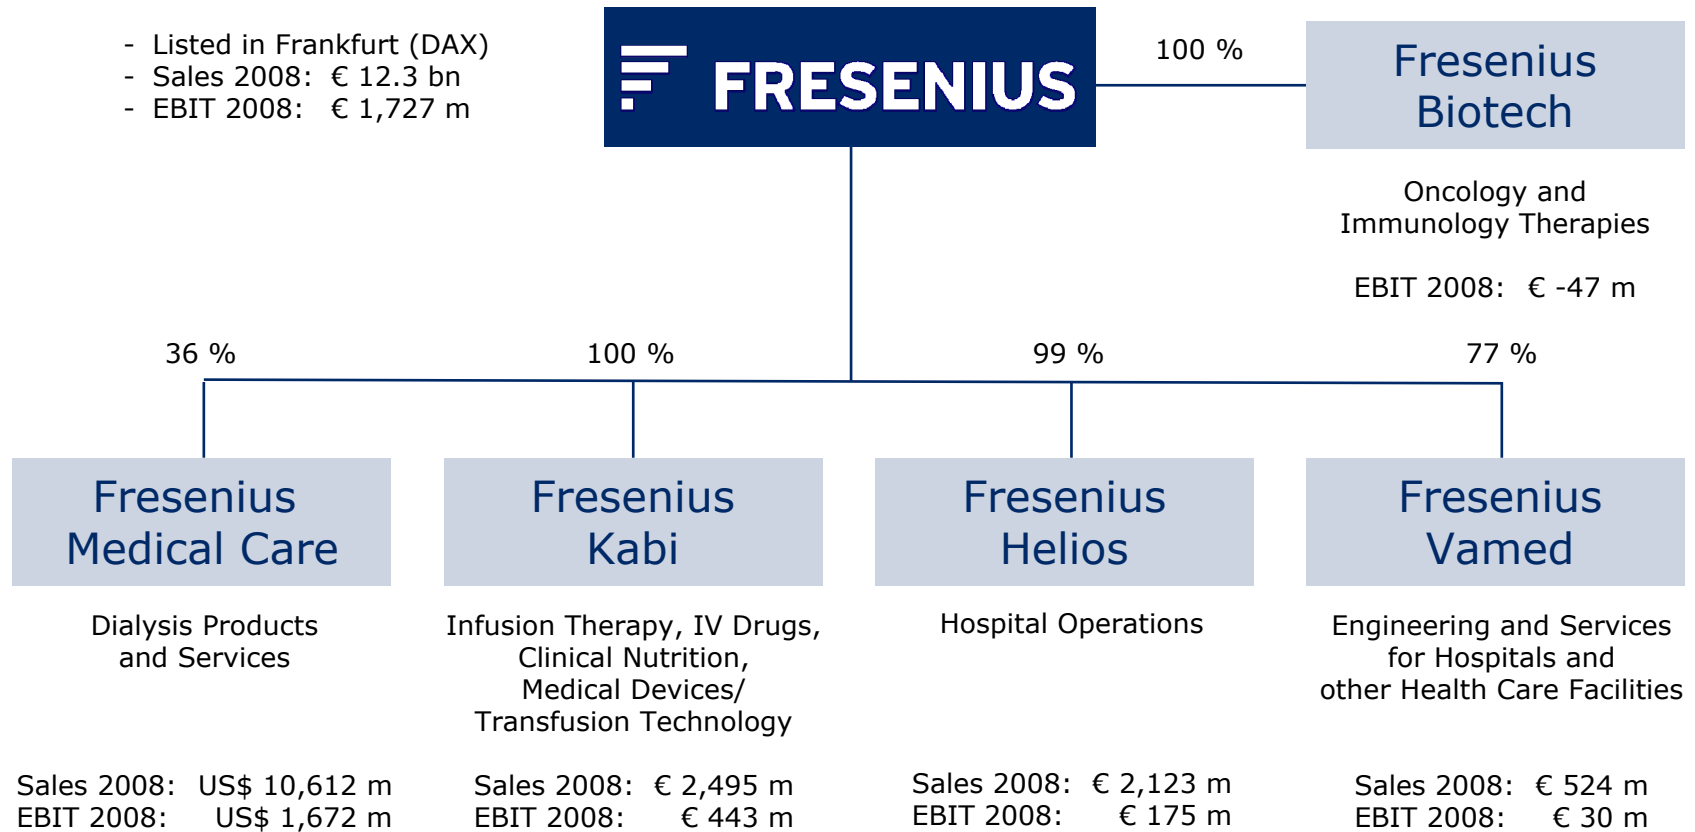 - Listed in Frankfurt (DAX)
- Sales 2008: € 12.3 bn
- EBIT 2008: € 1,727 m
FRESENIUS
100 %
Fresenius
Biotech
Oncology and
Immunology Therapies
EBIT 2008: € -47 m
36 %
100 %
99 %
77 %
Fresenius
Medical Care
Dialysis Products
and Services
Sales 2008: US$ 10,612 m
EBIT 2008: US$ 1,672 m
Fresenius
Kabi
Infusion Therapy, IV Drugs,
Clinical Nutrition,
Medical Devices/
Transfusion Technology
Sales 2008: € 2,495 m
EBIT 2008: € 443 m
Fresenius
Helios
Hospital Operations
Sales 2008: € 2,123 m
EBIT 2008: € 175 m
Fresenius
Vamed
Engineering and Services
for Hospitals and
other Health Care Facilities
Sales 2008: € 524 m
EBIT 2008: € 30 m